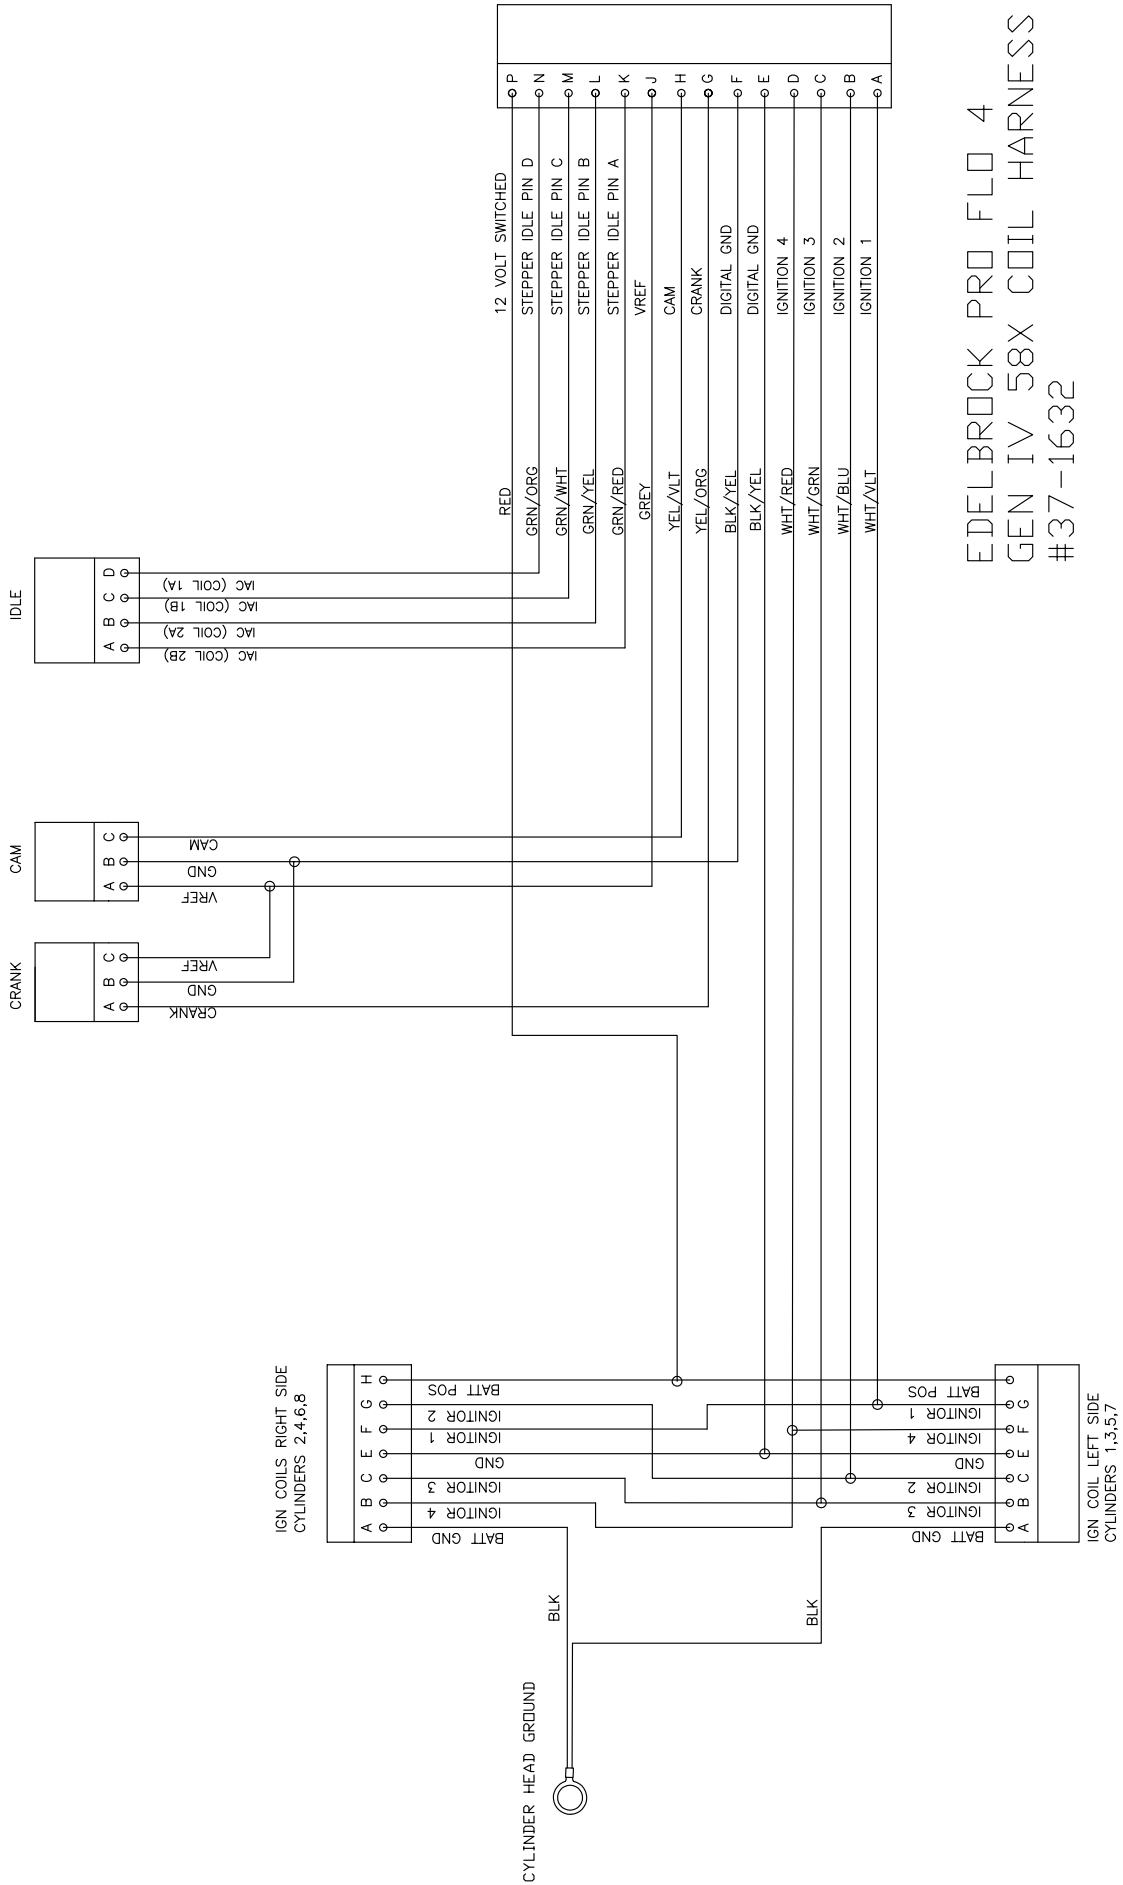 IDLE
D
C
B
A
IAC (COIL 1A)
IAC (COIL 1B)
IAC (COIL 2A)
IAC (COIL 2B)
CAM
C
B
A
CAM
GND
VREF
CRANK
C
B
A
VREF
GND
CRANK
P
N
M
L
K
J
H
G
F
E
D
C
B
A
12 VOLT SWITCHED
STEPPER IDLE PIN D
STEPPER IDLE PIN C
STEPPER IDLE PIN B
STEPPER IDLE PIN A
VREF
CAM
CRANK
DIGITAL GND
DIGITAL GND
IGNITION 4
IGNITION 3
IGNITION 2
IGNITION 1
RED
GRN/ORG
GRN/WHT
GRN/YEL
GRN/RED
GREY
YEL/VLT
YEL/ORG
BLK/YEL
BLK/YEL
WHT/RED
WHT/GRN
WHT/BLU
WHT/VLT
IGN COILS RIGHT SIDE
CYLINDERS 2,4,6,8
H
G
F
E
C
B
A
BATT POS
IGNITOR 2
IGNITOR 1
GND
IGNITOR 3
IGNITOR 4
BATT GND
BATT POS
IGNITOR 1
IGNITOR 4
GND
IGNITOR 2
IGNITOR 3
BATT GND
G
F
E
C
B
A
IGN COIL LEFT SIDE
CYLINDERS 1,3,5,7
BLK
BLK
CYLINDER HEAD GROUND
EDELBROCK PRO FLO 4
GEN IV 58X COIL HARNESS
#37-1632